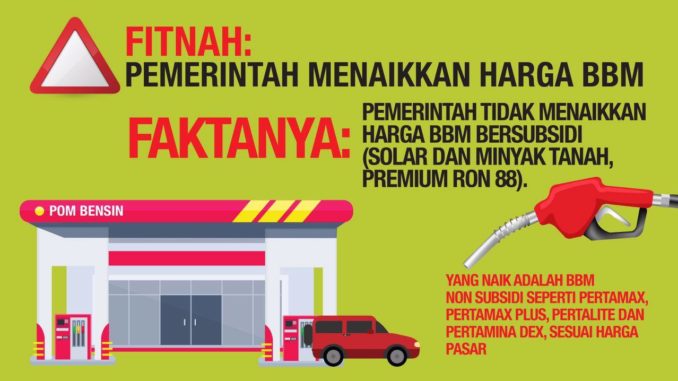 FITNAH:
PEMERINTAH MENAIKKAN HARGA BBM
FAKTANYA:
PEMERINTAH TIDAK MENAIKKAN
HARGA BBM BERSUBSIDI
(SOLAR DAN MINYAK TANAH,
PREMIUM RON 88).
POM BENSIN
YANG NAIK ADALAH BBM
NON SUBSIDI SEPERTI PERTAMAX,
PERTAMAX PLUS, PERTALITE DAN
PERTAMINA DEX, SESUAI HARGA
PASAR